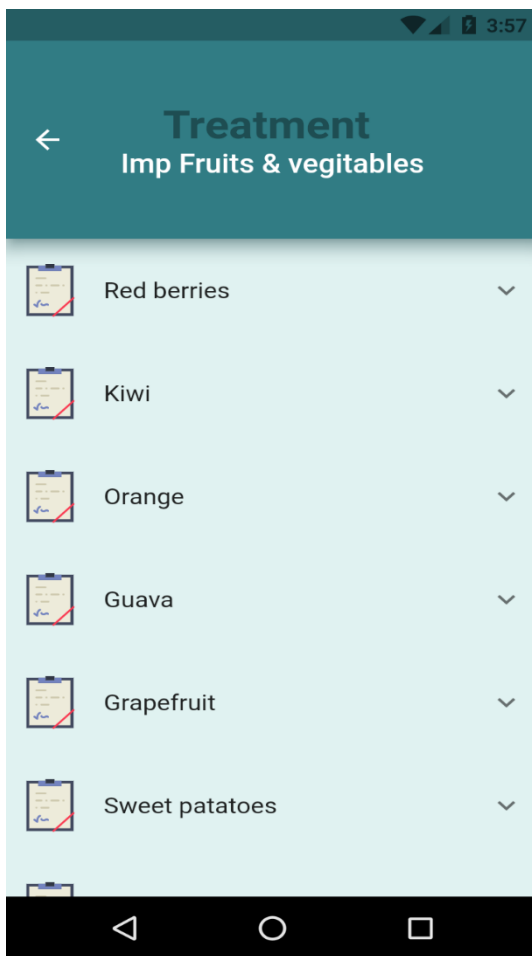 3:57
Treatment
Imp Fruits & vegitables
Red berries
Kiwi
Orange
Guava
Grapefruit
Sweet patatoes